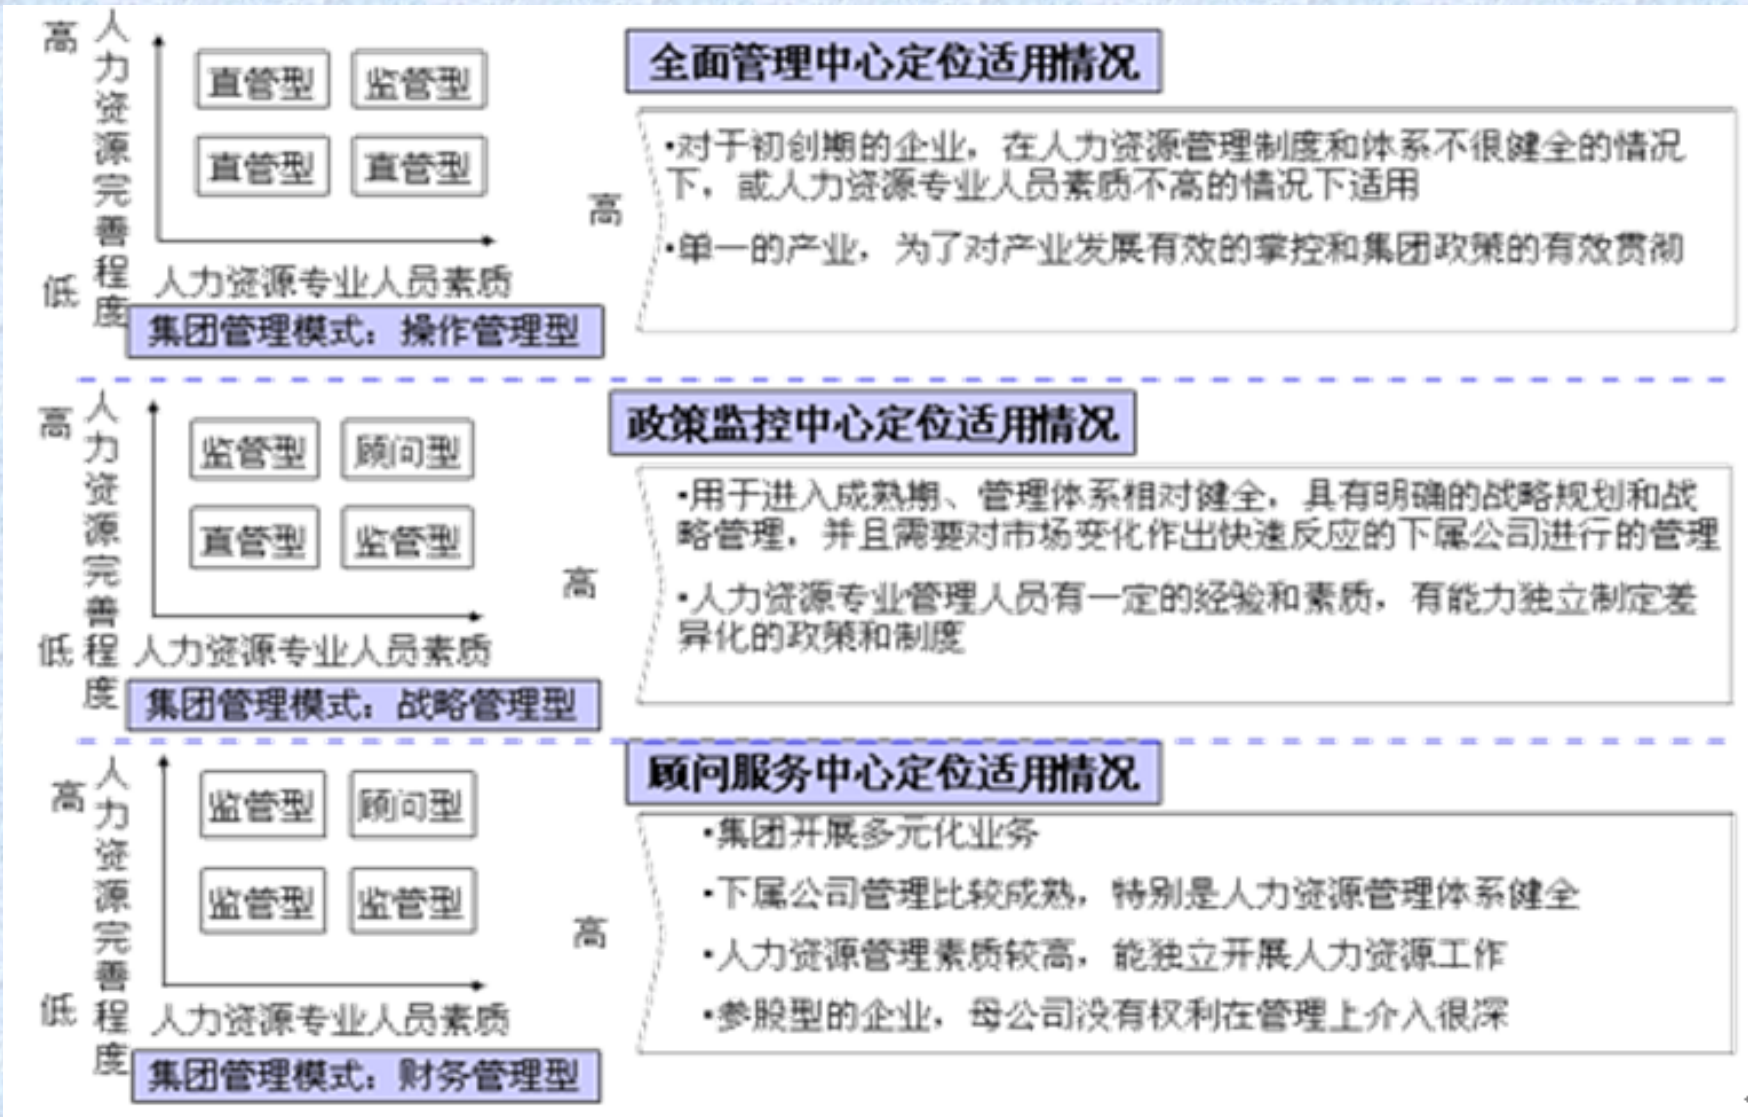 高
人力资源完善程度
低
直管型 监管型
直管型 直管型
高
人力资源专业人员素质
集团管理模式：操作管理型
全面管理中心定位适用情况
•对于初创期的企业，在人力资源管理制度和体系不很健全的情况
下，或人力资源专业人员素质不高的情况下适用
•单一的产业，为了对产业发展有效的掌控和集团政策的有效贯彻
高
人力资源完善程度
低
监管型 顾问型
直管型 监管型
高
人力资源专业人员素质
集团管理模式：战略管理型
政策监控中心定位适用情况
•用于进入成熟期、管理体系相对健全，具有明确的战略规划和战
略管理，并且需要对市场变化作出快速反应的下属公司进行的管理
•人力资源专业管理人员有一定的经验和素质，有能力独立制定差
异化的政策和制度
高
人力资源完善程度
低
监管型 顾问型
监管型 监管型
高
人力资源专业人员素质
集团管理模式：财务管理型
顾问服务中心定位适用情况
•集团开展多元化业务
•下属公司管理比较成熟，特别是人力资源管理体系健全
•人力资源管理素质较高，能独立开展人力资源工作
•参股型的企业，母公司没有权利在管理上介入很深